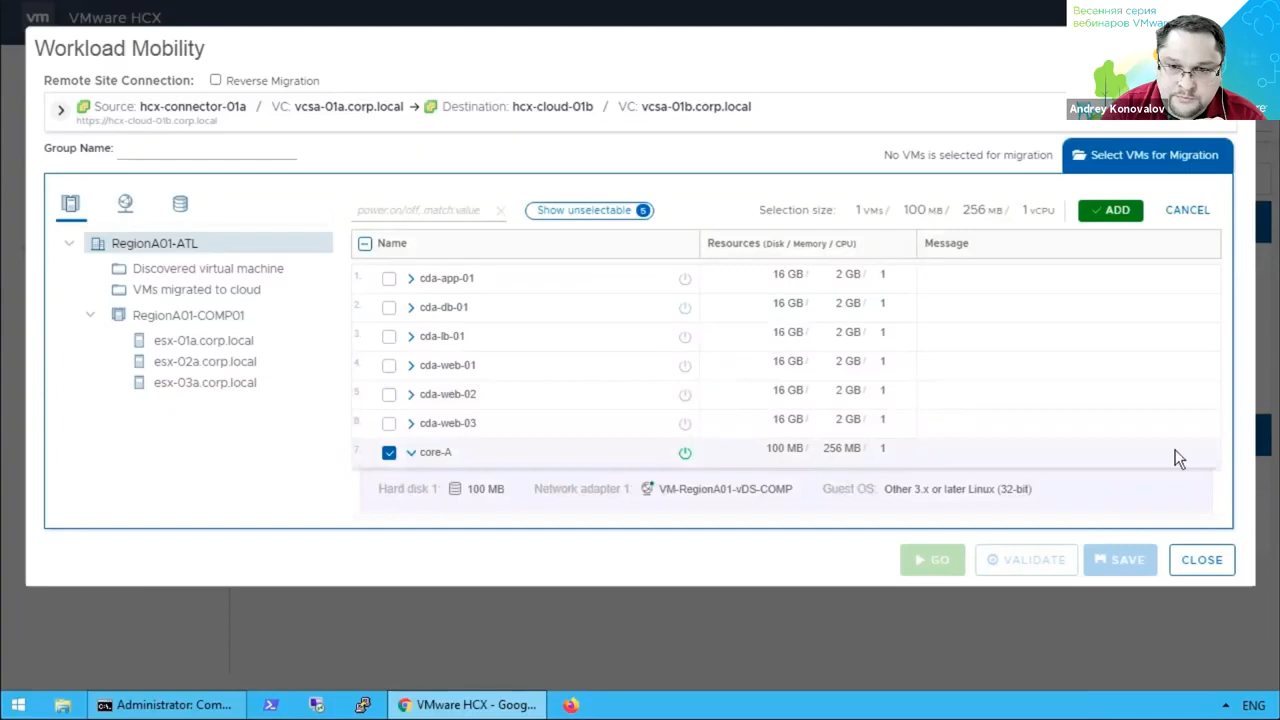 vm VMware HCX
Весенняя серия
вебинаров VMwar
Andrey Konovalov
Workload Mobility
Remote Site Connection: Reverse Migration
Source: hcx-connector-01a / VC: vcsa-01a.corp.local → Destination: hcx-cloud-01b / VC: vcsa-01b.corp.local
https://hcx-cloud-01b.corp.local
Group Name:
No VMs is selected for migration
Select VMs for Migration
power:on/off, match value
Show unselectable 5
Selection size: 1 VMs / 100 MB / 256 MB / 1 vCPU
ADD
CANCEL
RegionA01-ATL
Discovered virtual machine
VMs migrated to cloud
RegionA01-COMP01
esx-01a.corp.local
esx-02a.corp.local
esx-03a.corp.local
Name Resources (Disk / Memory / CPU) Message
1. cda-app-01 16 GB / 2 GB / 1
2. cda-db-01 16 GB / 2 GB / 1
3. cda-lb-01 16 GB / 2 GB / 1
4. cda-web-01 16 GB / 2 GB / 1
5. cda-web-02 16 GB / 2 GB / 1
6. cda-web-03 16 GB / 2 GB / 1
7. core-A 100 MB / 256 MB / 1
Hard disk 1: 100 MB Network adapter 1: VM-RegionA01-vDS-COMP Guest OS: Other 3.x or later Linux (32-bit)
GO VALIDATE SAVE CLOSE
Administrator: Com... VMware HCX - Goog... ENG